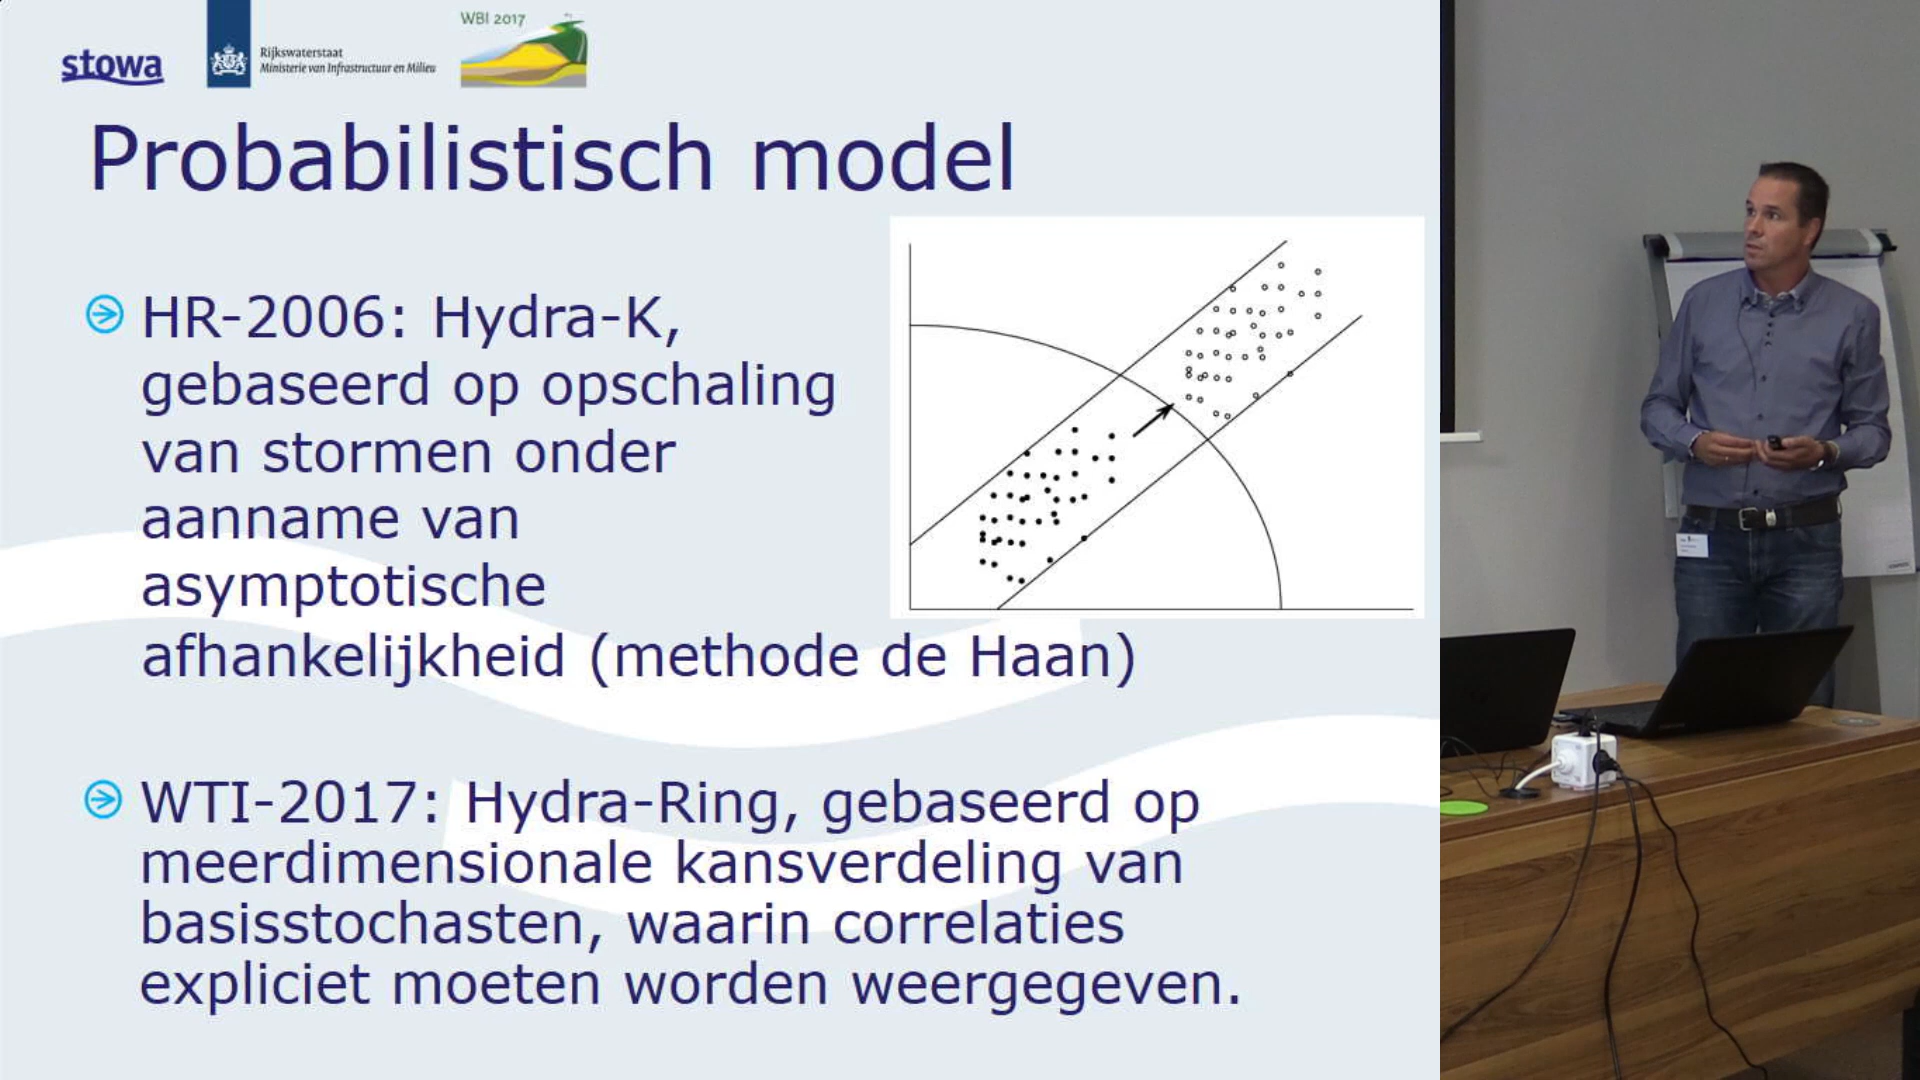 stowa
Rijkswaterstaat
Ministerie van Infrastructuur en Milieu
WBI 2017
Probabilistisch model
HR-2006: Hydra-K,
gebaseerd op opschaling
van stormen onder
aanname van
asymptotische
afhankelijkheid (methode de Haan)
WTI-2017: Hydra-Ring, gebaseerd op
meerdimensionale kansverdeling van
basisstochasten, waarin correlaties
expliciet moeten worden weergegeven.